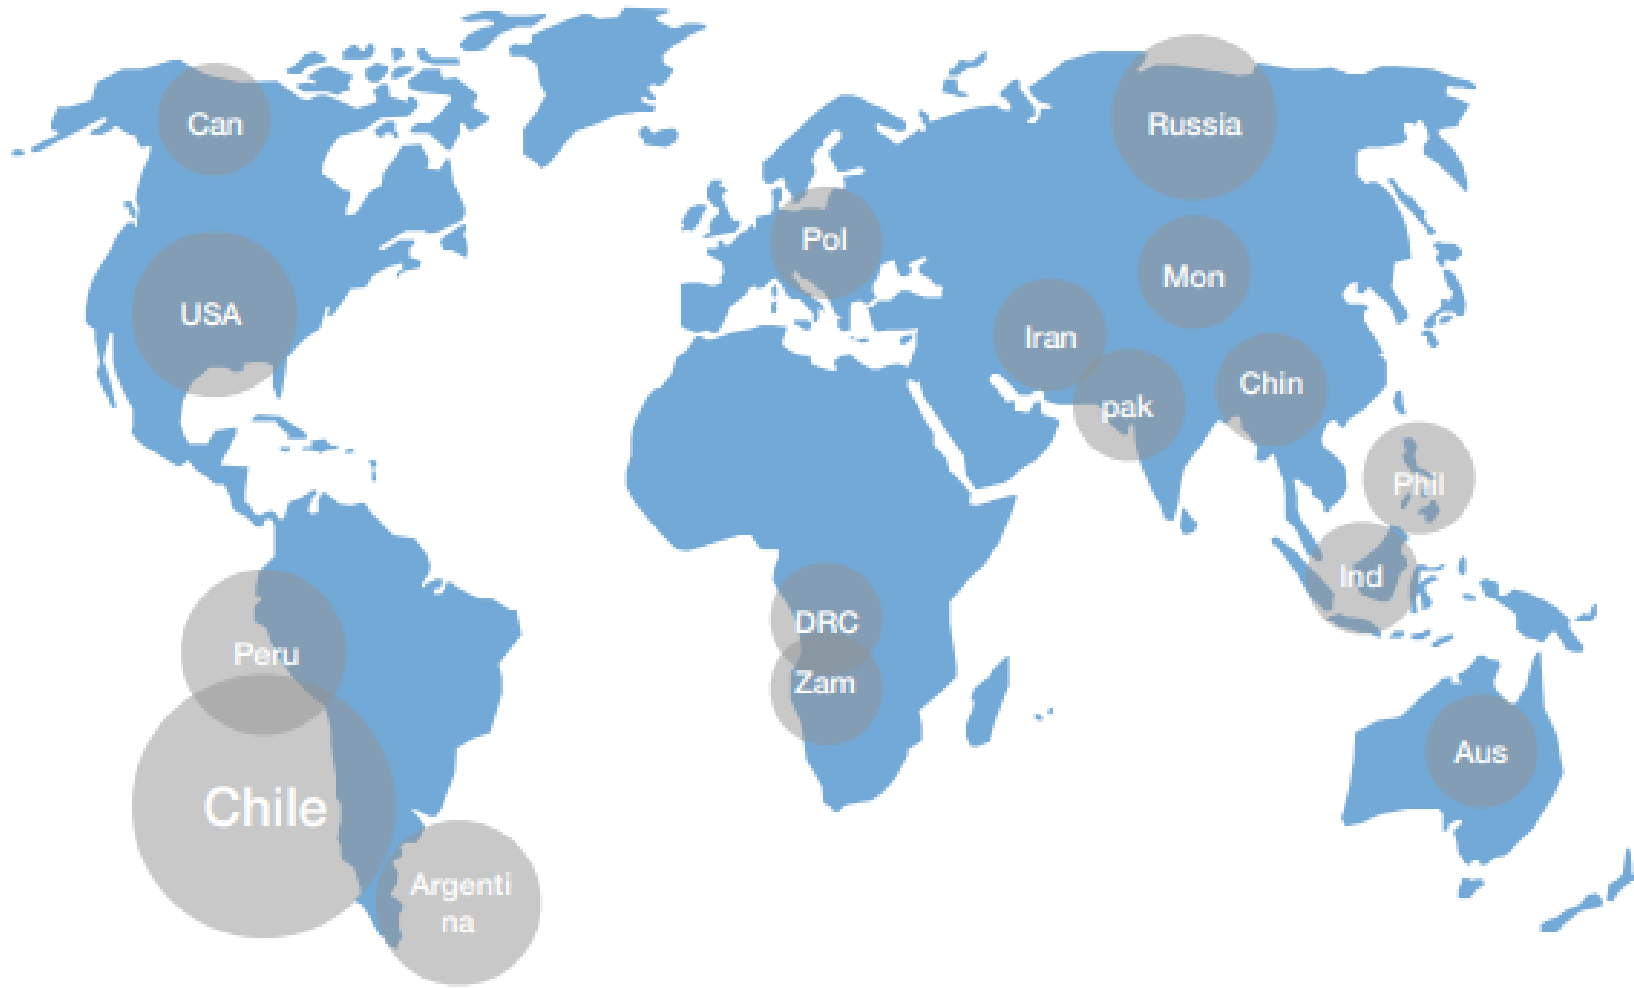 Can
Russia
Pol
Mon
USA
Iran
Chin
pak
Phil
Ind
DRC
Peru
Zam
Aus
Chile
Argenti
na